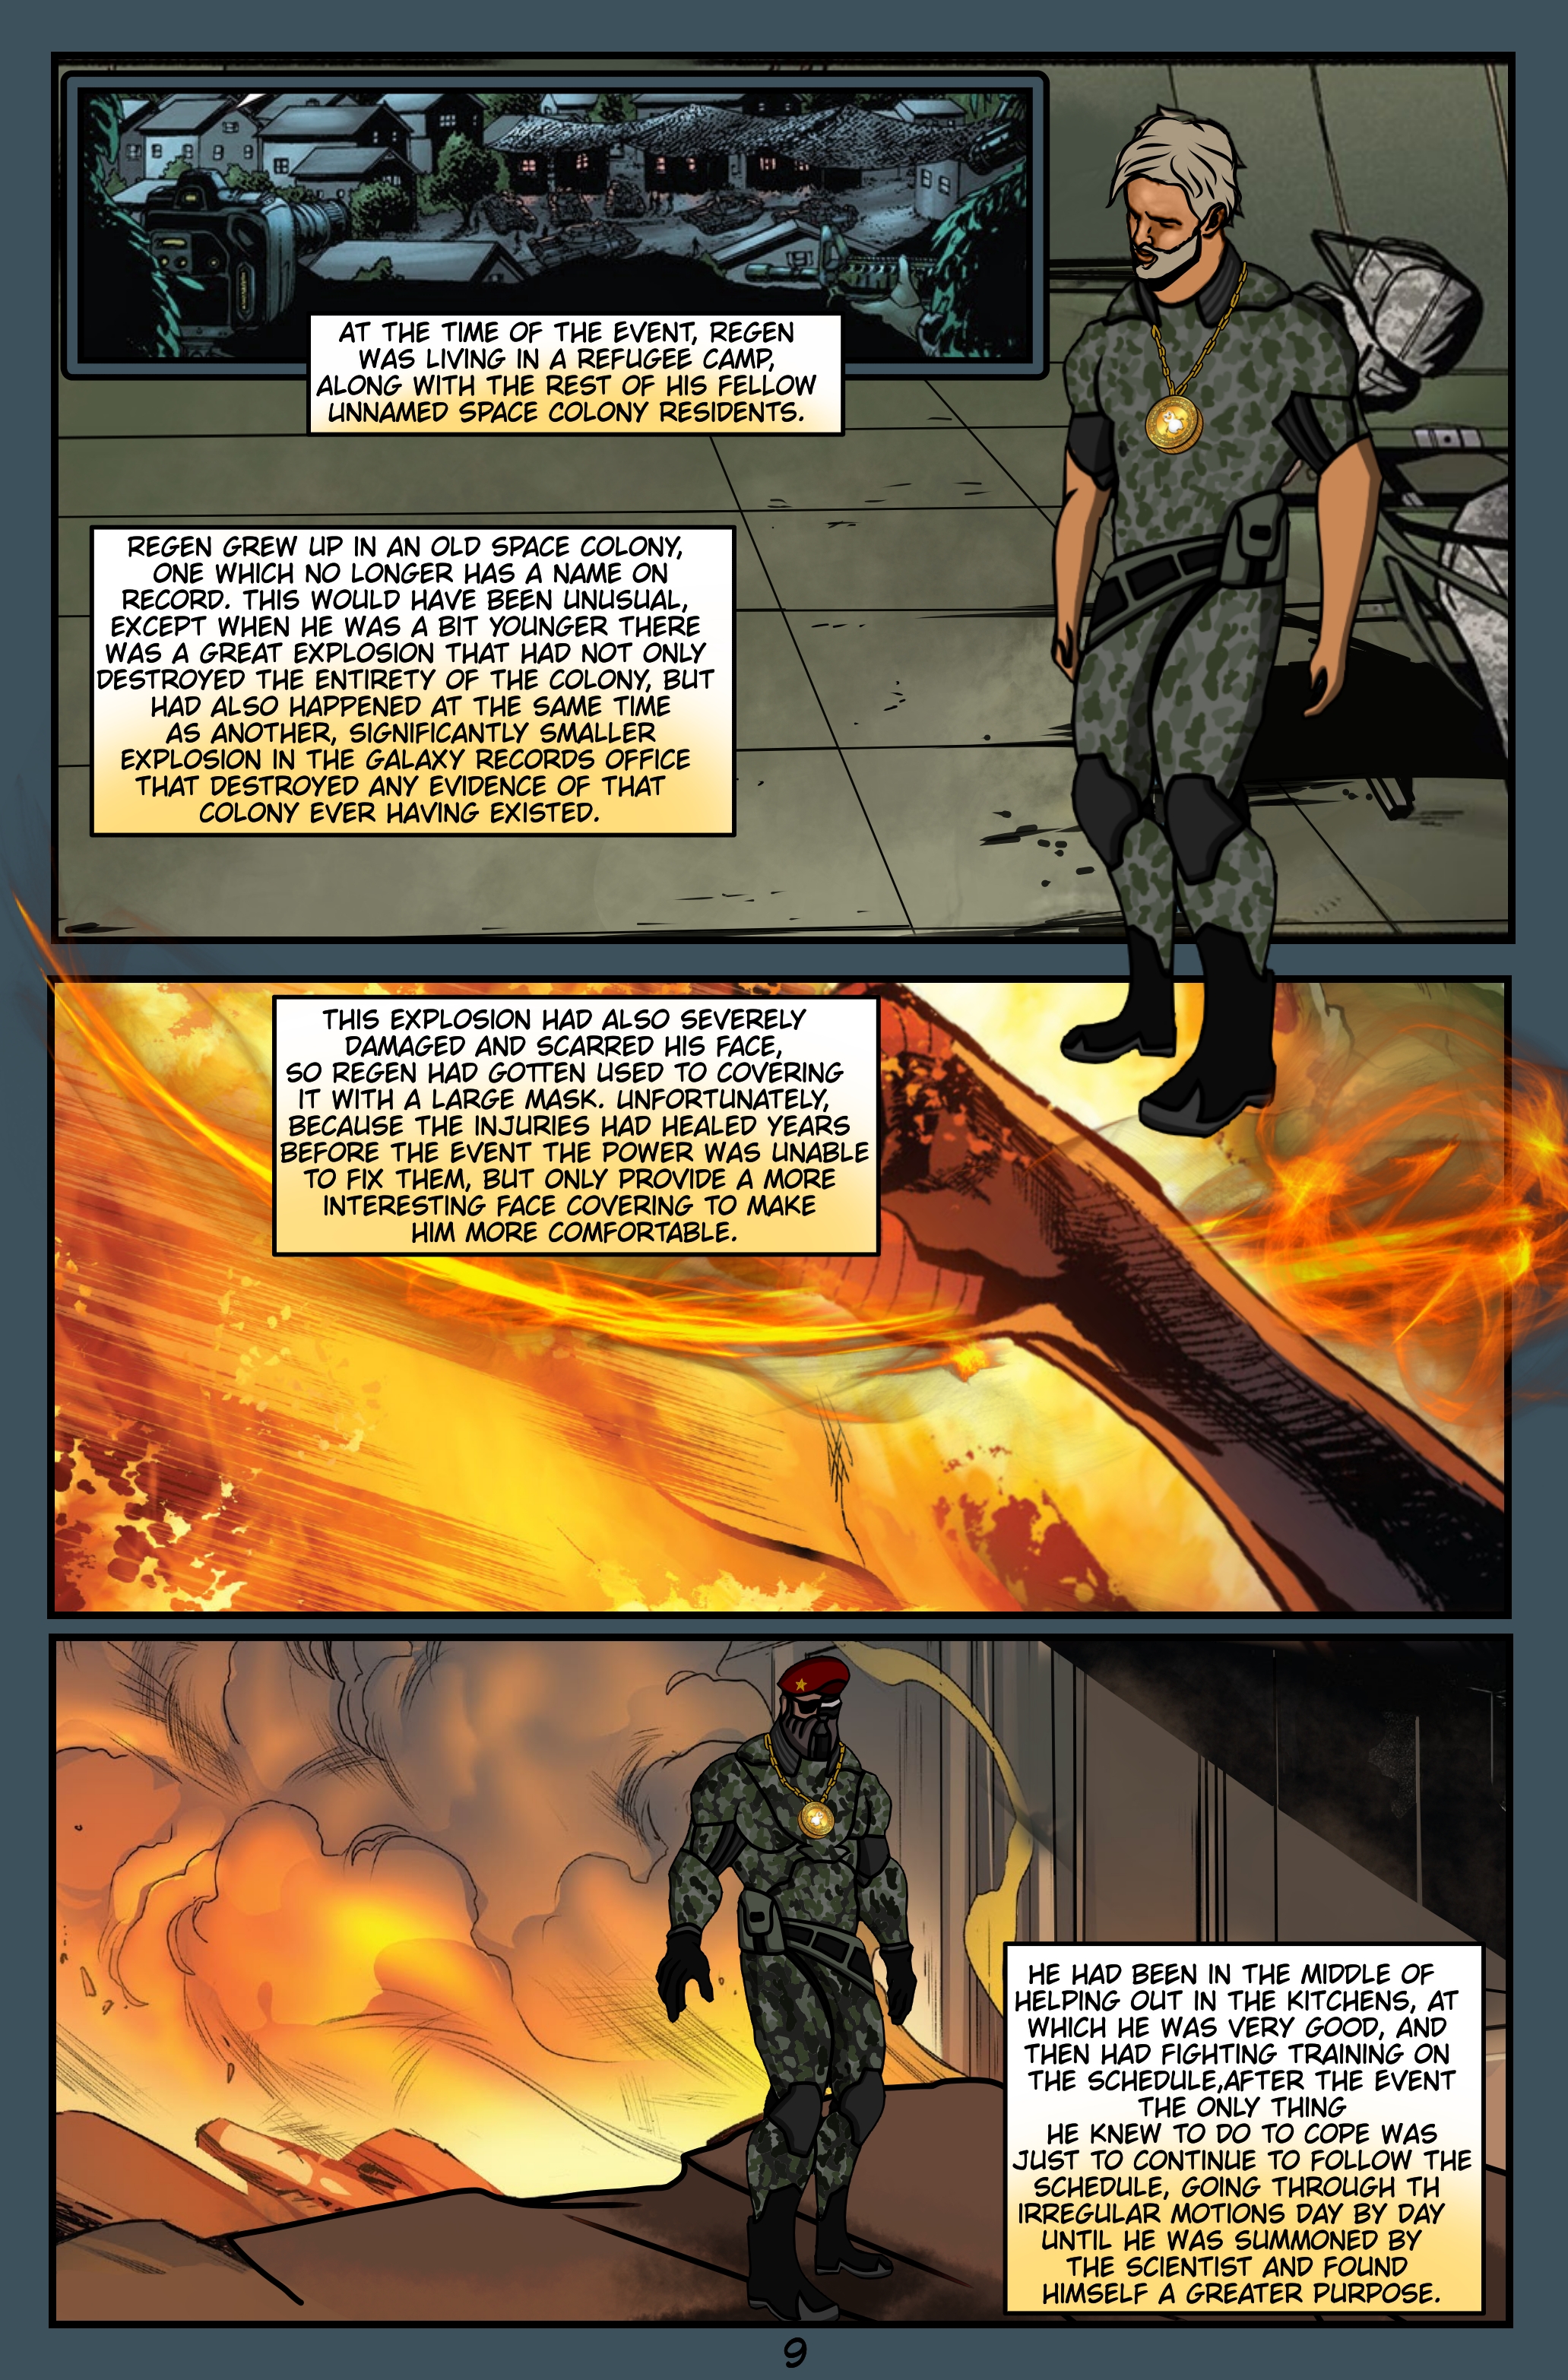 AT THE TIME OF THE EVENT, REGEN
WAS LIVING IN A REFUGEE CAMP,
ALONG WITH THE REST OF HIS FELLOW
UNNAMED SPACE COLONY RESIDENTS.
REGEN GREW UP IN AN OLD SPACE COLONY,
ONE WHICH NO LONGER HAS A NAME ON
RECORD. THIS WOULD HAVE BEEN UNUSUAL,
EXCEPT WHEN HE WAS A BIT YOUNGER THERE
WAS A GREAT EXPLOSION THAT HAD NOT ONLY
DESTROYED THE ENTIRETY OF THE COLONY, BUT
HAD ALSO HAPPENED AT THE SAME TIME
AS ANOTHER, SIGNIFICANTLY SMALLER
EXPLOSION IN THE GALAXY RECORDS OFFICE
THAT DESTROYED ANY EVIDENCE OF THAT
COLONY EVER HAVING EXISTED.
THIS EXPLOSION HAD ALSO SEVERELY
DAMAGED AND SCARRED HIS FACE,
SO REGEN HAD GOTTEN USED TO COVERING
IT WITH A LARGE MASK. UNFORTUNATELY,
BECAUSE THE INJURIES HAD HEALED YEARS
BEFORE THE EVENT THE POWER WAS UNABLE
TO FIX THEM, BUT ONLY PROVIDE A MORE
INTERESTING FACE COVERING TO MAKE
HIM MORE COMFORTABLE.
HE HAD BEEN IN THE MIDDLE OF
HELPING OUT IN THE KITCHENS, AT
WHICH HE WAS VERY GOOD, AND
THEN HAD FIGHTING TRAINING ON
THE SCHEDULE,AFTER THE EVENT
THE ONLY THING
HE KNEW TO DO TO COPE WAS
JUST TO CONTINUE TO FOLLOW THE
SCHEDULE, GOING THROUGH TH
IRREGULAR MOTIONS DAY BY DAY
UNTIL HE WAS SUMMONED BY
THE SCIENTIST AND FOUND
HIMSELF A GREATER PURPOSE.
9